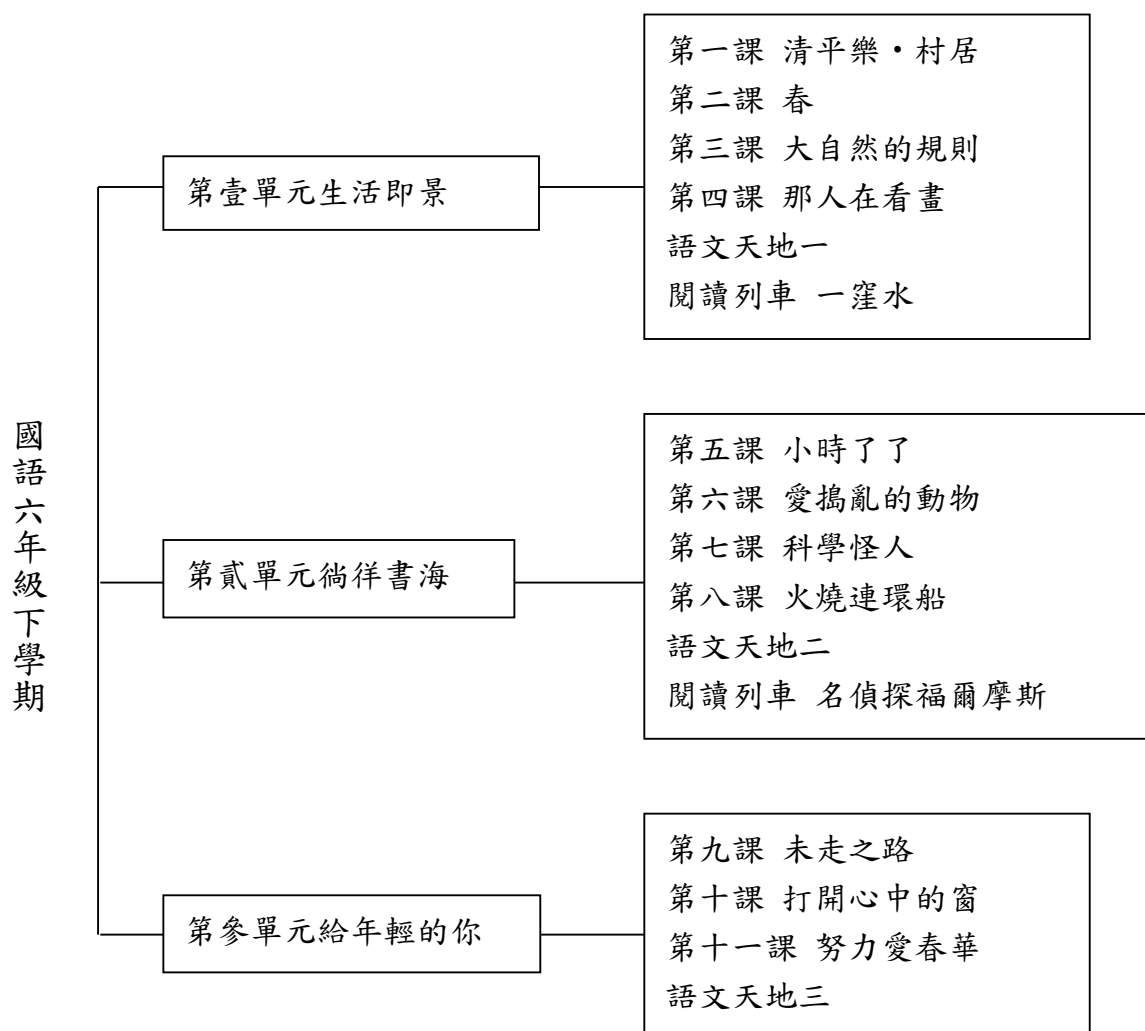 國語六年級下學期
第壹單元生活即景
第一課 清平樂·村居
第二課 春
第三課 大自然的規則
第四課 那人在看畫
語文天地一
閱讀列車 一窪水
第貳單元徜徉書海
第五課 小時了了
第六課 愛搗亂的動物
第七課 科學怪人
第八課 火燒連環船
語文天地二
閱讀列車 名偵探福爾摩斯
第參單元給年輕的你
第九課 未走之路
第十課 打開心中的窗
第十一課 努力愛春華
語文天地三